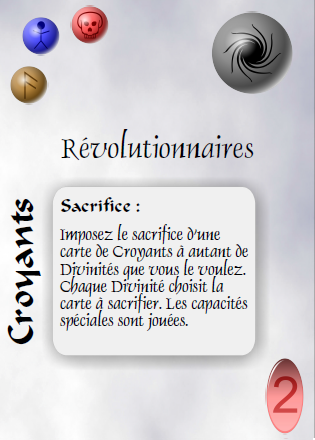 Révolutionnaires
Croyants
Sacrifice :
Imposez le sacrifice d'une
carte de Croyants à autant de
Divinités que vous le voulez.
Chaque Divinité choisit la
carte à sacrifier. Les capacités
spéciales sont jouées.
2